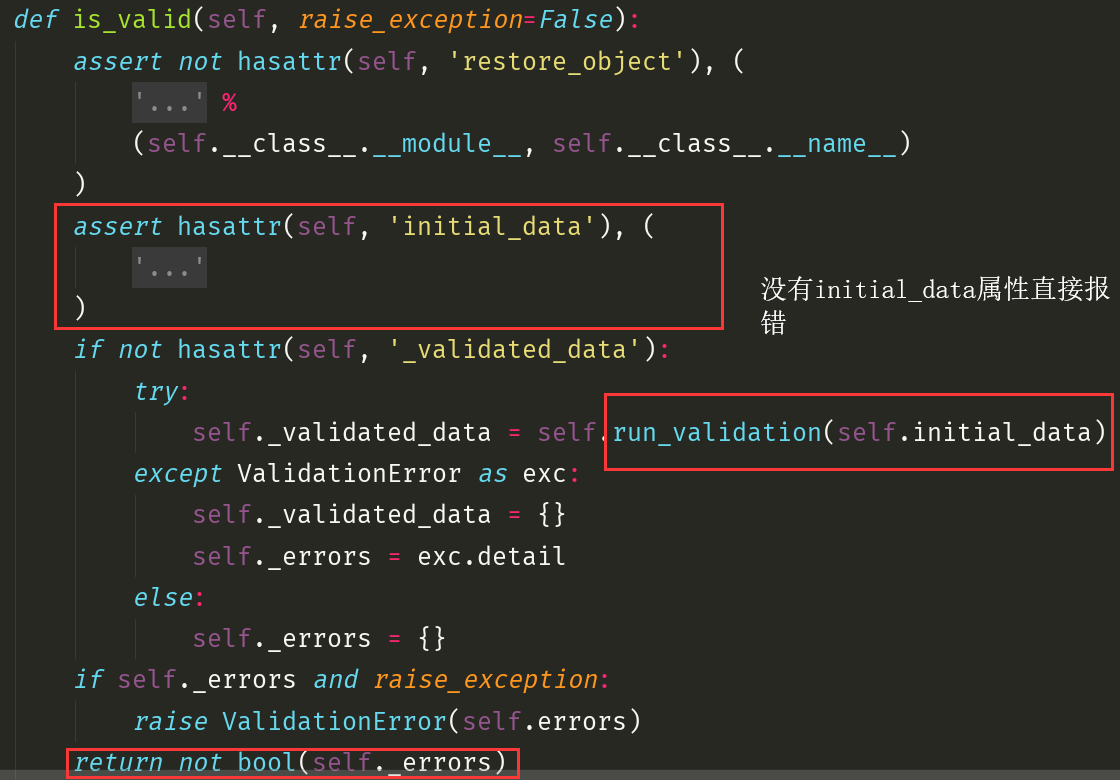 def is_valid(self, raise_exception=False):
    assert not hasattr(self, 'restore_object'), (
        '...' %
        (self.__class__.__module__, self.__class__.__name__)
    )
    assert hasattr(self, 'initial_data'), (
        '...'
    )
没有initial_data属性直接报
错
    if not hasattr(self, '_validated_data'):
        try:
            self._validated_data = self.run_validation(self.initial_data)
        except ValidationError as exc:
            self._validated_data = {}
            self._errors = exc.detail
        else:
            self._errors = {}
    if self._errors and raise_exception:
        raise ValidationError(self.errors)
    return not bool(self._errors)